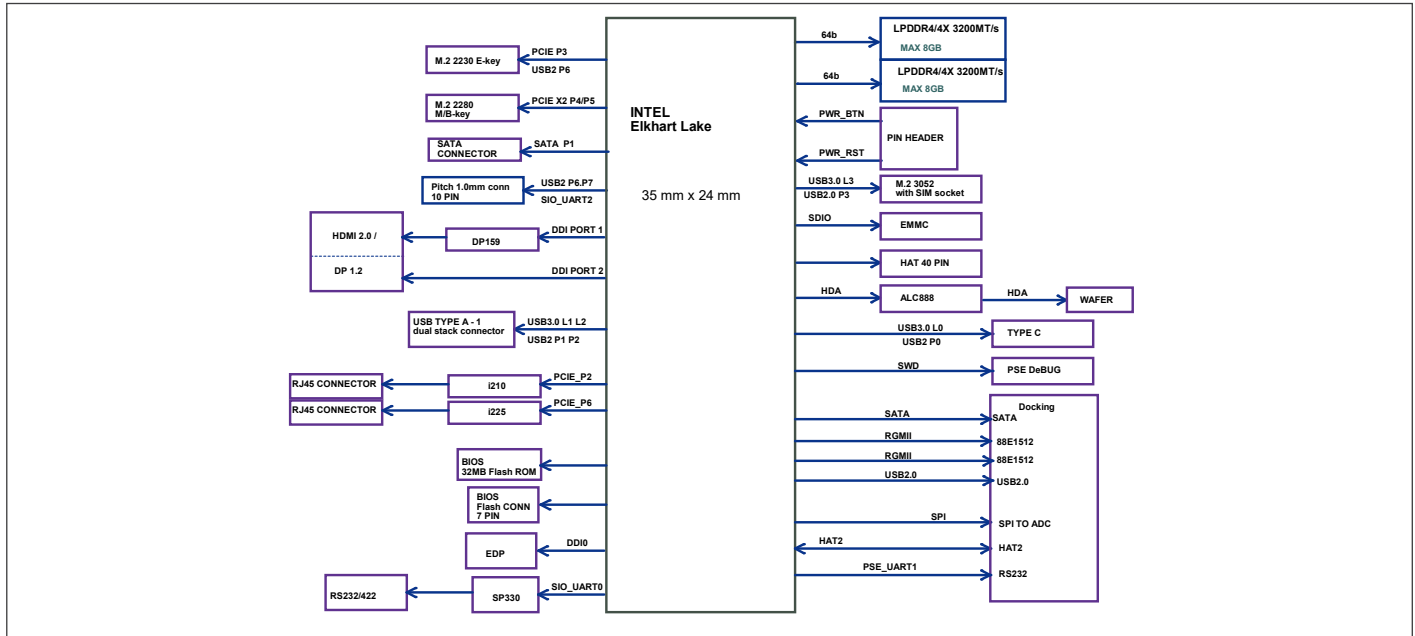 M.2 2230 E-key
PCIE P3
USB2 P6
M.2 2280
M/B-key
PCIE X2 P4/P5
SATA
CONNECTOR
SATA P1
Pitch 1.0mm conn
10 PIN
USB2 P6.P7
SIO_UART2
HDMI 2.0 /
DP 1.2
DP159
DDI PORT 1
DDI PORT 2
USB TYPE A - 1
dual stack connector
USB3.0 L1 L2
USB2 P1 P2
RJ45 CONNECTOR
i210
PCIE_P2
RJ45 CONNECTOR
i225
PCIE_P6
BIOS
32MB Flash ROM
BIOS
Flash CONN
7 PIN
EDP
DDI0
RS232/422
SP330
SIO_UART0
INTEL
Elkhart Lake
35 mm x 24 mm
64b
LPDDR4/4X 3200MT/s
MAX 8GB
64b
LPDDR4/4X 3200MT/s
MAX 8GB
PWR_BTN
PWR_RST
PIN HEADER
USB3.0 L3
USB2.0 P3
M.2 3052
with SIM socket
SDIO
EMMC
HAT 40 PIN
HDA
ALC888
HDA
WAFER
USB3.0 L0
USB2 P0
TYPE C
SWD
PSE DeBUG
Docking
SATA
SATA
RGMII
88E1512
RGMII
88E1512
USB2.0
USB2.0
SPI
SPI TO ADC
HAT2
HAT2
PSE_UART1
RS232